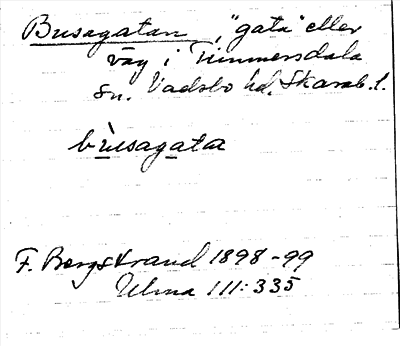 Busagatan, "gata" eller
väg i Timmersdala
sn. Vadsbo hd. Skarab. l.
bùsagata
F. Bergstrand 1898-99
Ulma 111:335